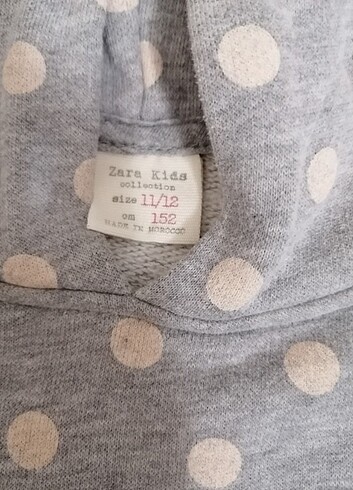 Zara Kids
collection
size 11/12
cm 152
MADE IN MOROCCO